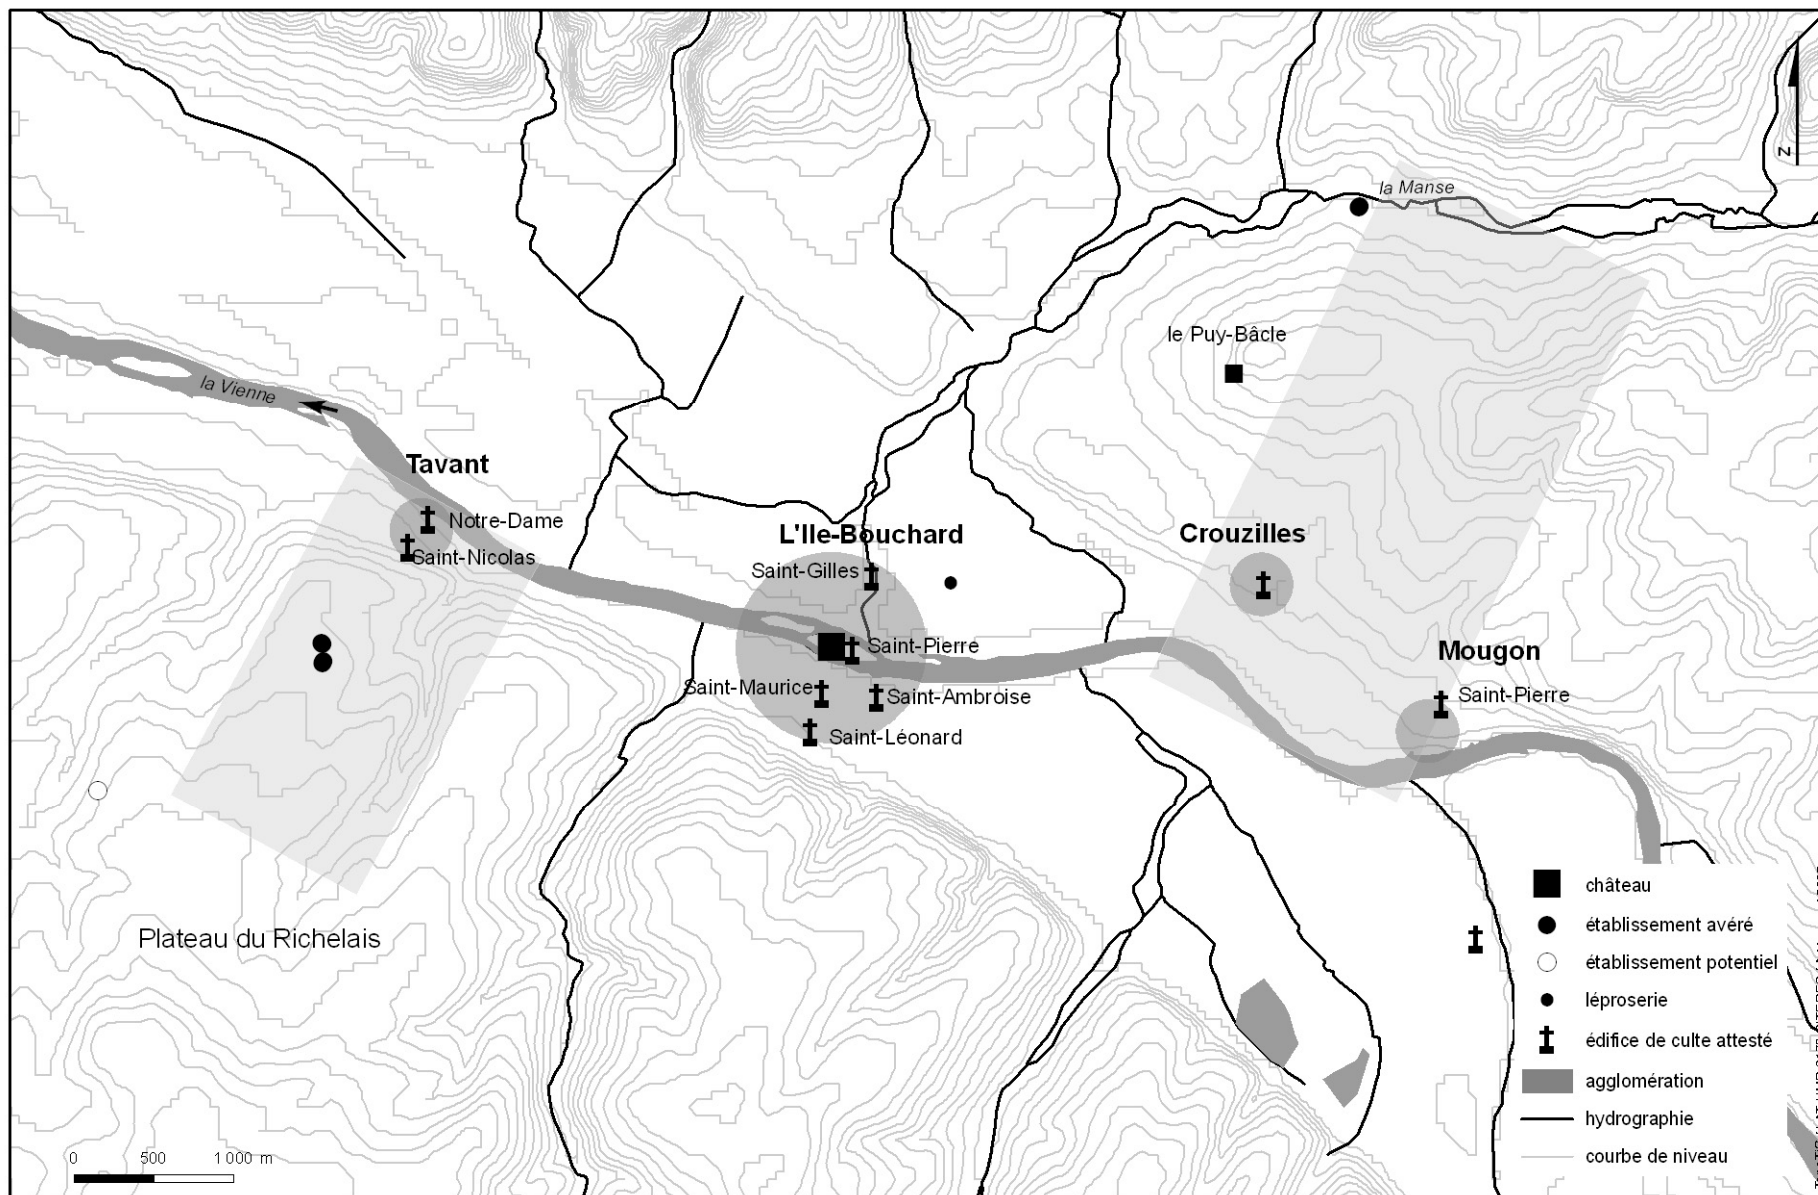 z
la Manse
le Puy-Bâcle
la Vienne
Tavant
Notre-Dame
Saint-Nicolas
L'Ile-Bouchard
Saint-Gilles
Crouzilles
Saint-Pierre
Mougon
Saint-Maurice
Saint-Ambroise
Saint-Pierre
Saint-Léonard
Plateau du Richelais
château
établissement avéré
établissement potentiel
léproserie
édifice de culte attesté
agglomération
hydrographie
courbe de niveau
0 500 1 000 m